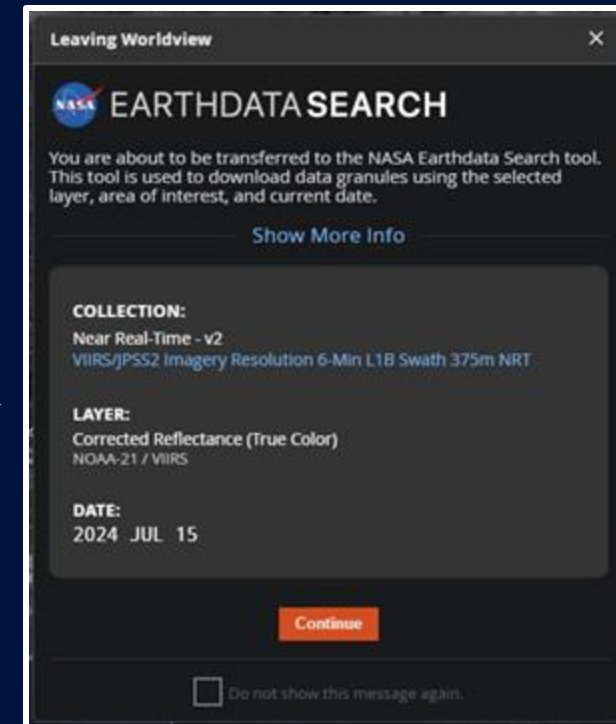 Leaving Worldview ×
NASA EARTHDATA SEARCH
You are about to be transferred to the NASA Earthdata Search tool.
This tool is used to download data granules using the selected
layer, area of interest, and current date.
Show More Info
COLLECTION:
Near Real-Time - v2
VIIRS/JPSS2 Imagery Resolution 6-Min L1B Swath 375m NRT
LAYER:
Corrected Reflectance (True Color)
NOAA-21 / VIIRS
DATE:
2024 JUL 15
Continue
Do not show this message again.